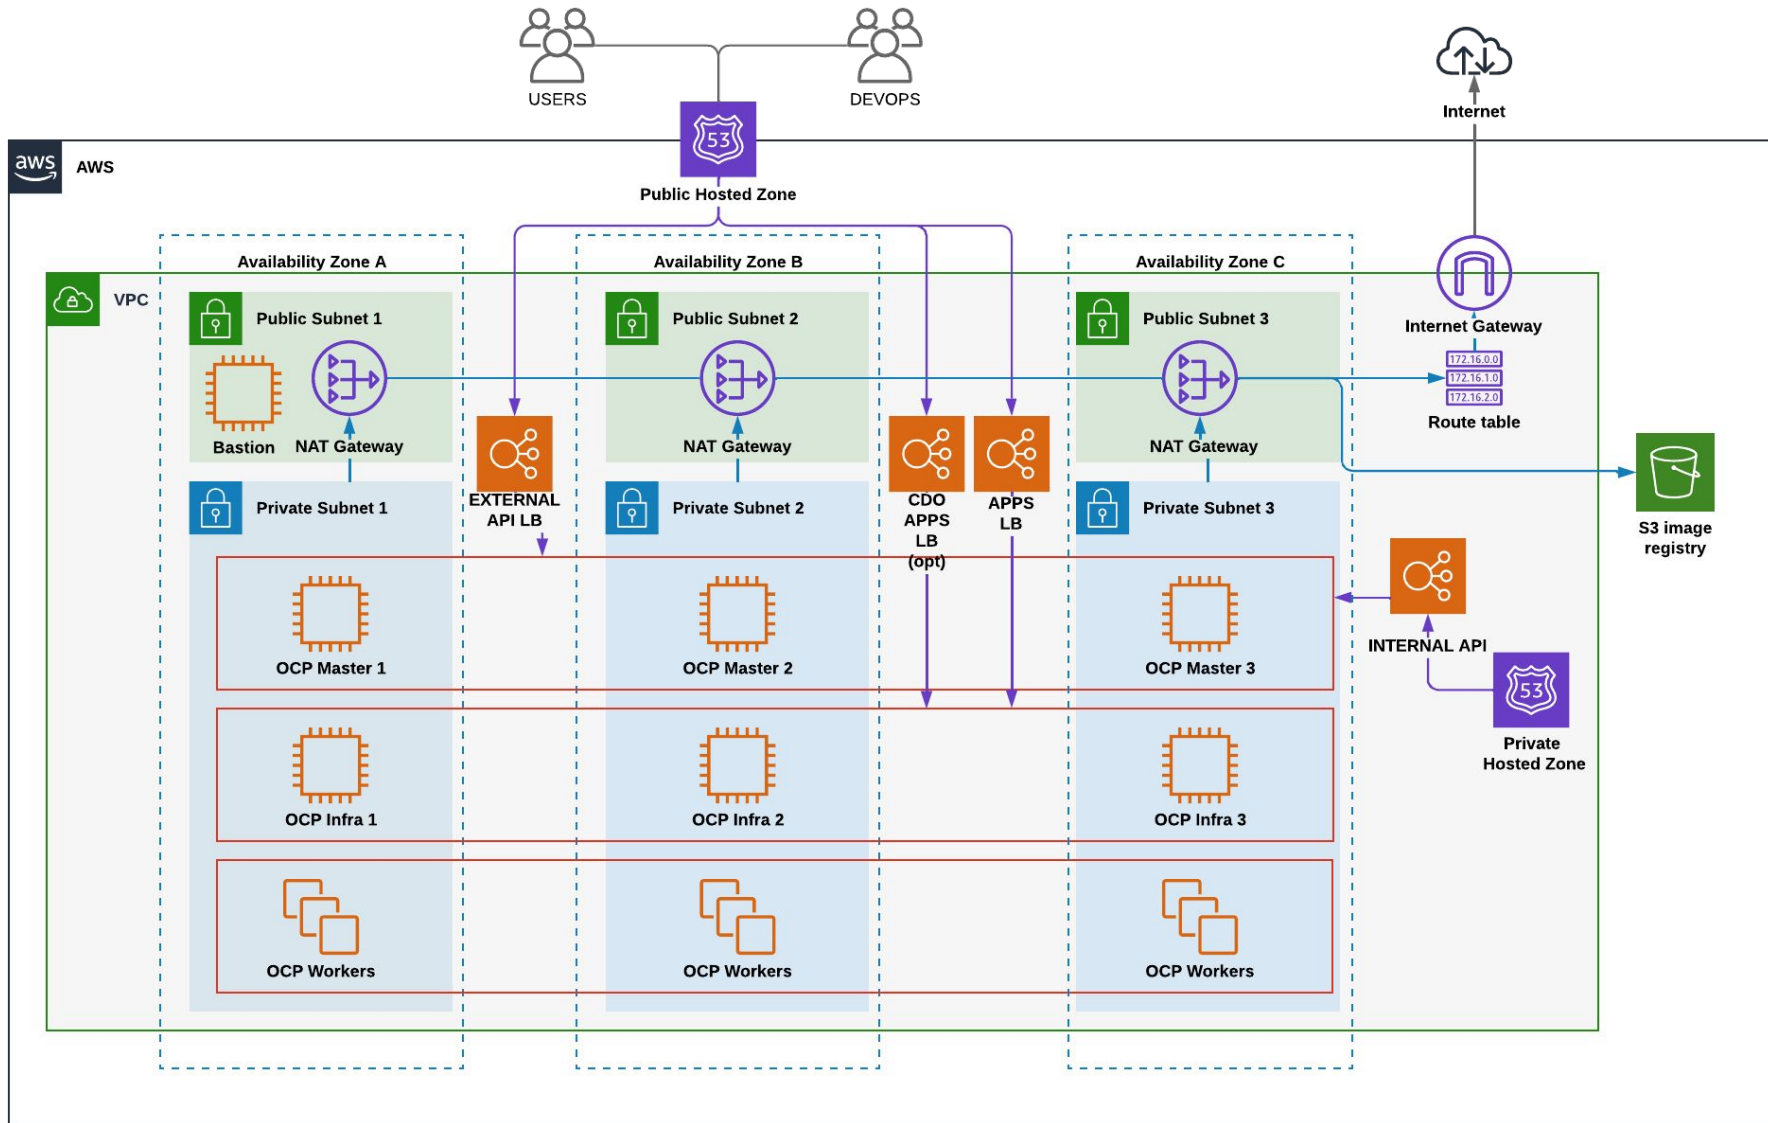 USERS
DEVOPS
Internet
53
aws
AWS
Public Hosted Zone
Availability Zone A
Availability Zone B
Availability Zone C
VPC
Public Subnet 1
Public Subnet 2
Public Subnet 3
Internet Gateway
172.16.0.0
172.16.1.0
172.16.2.0
Route table
Bastion
NAT Gateway
NAT Gateway
NAT Gateway
EXTERNAL
API LB
CDO
APPS
LB
(opt)
APPS
LB
Private Subnet 1
Private Subnet 2
Private Subnet 3
S3 image
registry
OCP Master 1
OCP Master 2
OCP Master 3
INTERNAL API
53
Private
Hosted Zone
OCP Infra 1
OCP Infra 2
OCP Infra 3
OCP Workers
OCP Workers
OCP Workers